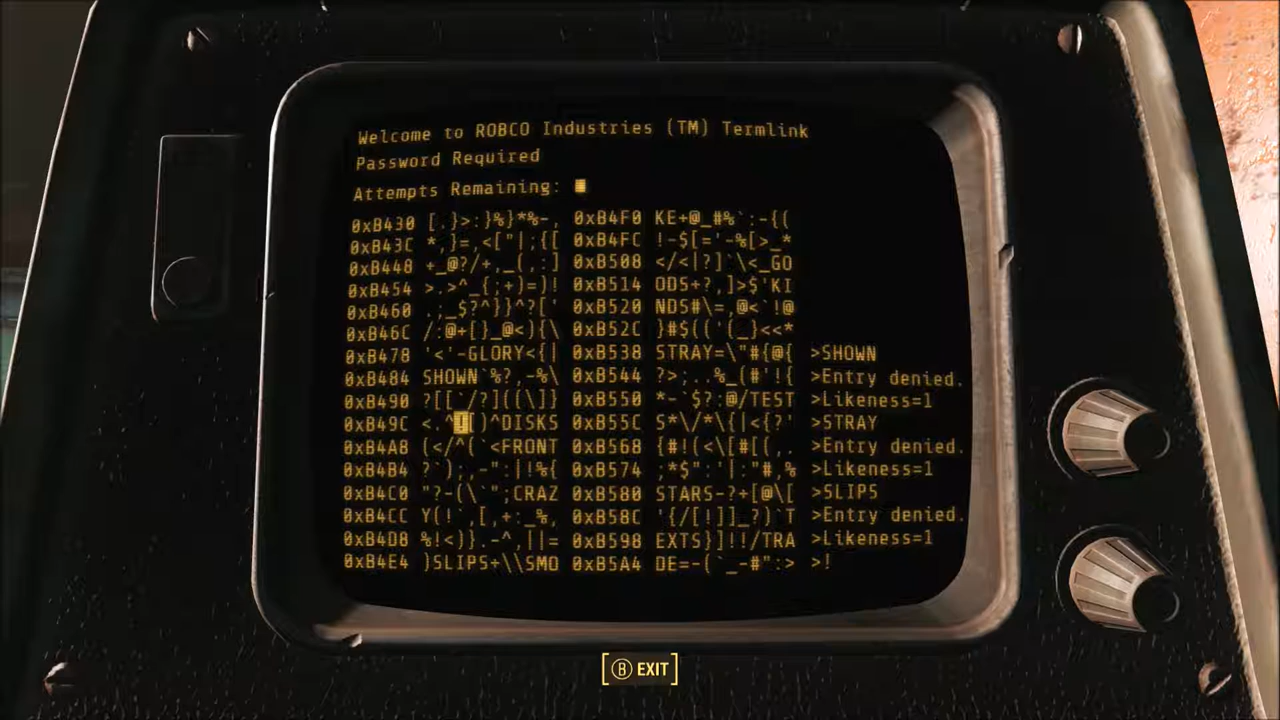 Welcome to ROBCO Industries (TM) Termlink
Password Required
Attempts Remaining: ■
0xB430 [.}>:}%}*%-, 0xB4F0 KE+@_#%`:-{(
0xB43C *,}=,<["|;{[ 0xB4FC !-$[='-%[>_*
0xB448 +_@?/+,_(,:] 0xB508 </<|?]`\<_GO
0xB454 >.>^_{;+)=)! 0xB514 ODS+?,]>$'KI
0xB460 .;_$?^}}^?[' 0xB520 NDS#\=,@<`!@
0xB46C /:@+[}_@<){\ 0xB52C }#$(('{_}<<*
0xB478 '<'-GLORY<{| 0xB538 STRAY=\"#{@{ >SHOWN
0xB484 SHOWN`%?,-%\ 0xB544 ?>;..%_(#'!{ >Entry denied.
0xB490 ?[[`/?]((\]} 0xB550 *-`$?:@/TEST >Likeness=1
0xB49C <.^![)^DISKS 0xB55C S*\/*\{|<{?' >STRAY
0xB4A8 (</^(`<FRONT 0xB568 {#!(<\[#[(,. >Entry denied.
0xB4B4 ?`);,-":|!%{ 0xB574 ;*$":'|:"#,% >Likeness=1
0xB4C0 "?-(\`";CRAZ 0xB580 STARS-?+[@\[ >SLIPS
0xB4CC Y(!`,[,+:_%, 0xB58C '{/[!]]_?)`T >Entry denied.
0xB4D8 %!<)}.-^,||= 0xB598 EXTS}]!!/TRA >Likeness=1
0xB4E4 )SLIPS+\\SMO 0xB5A4 DE=-(`_-#":> >!
B EXIT